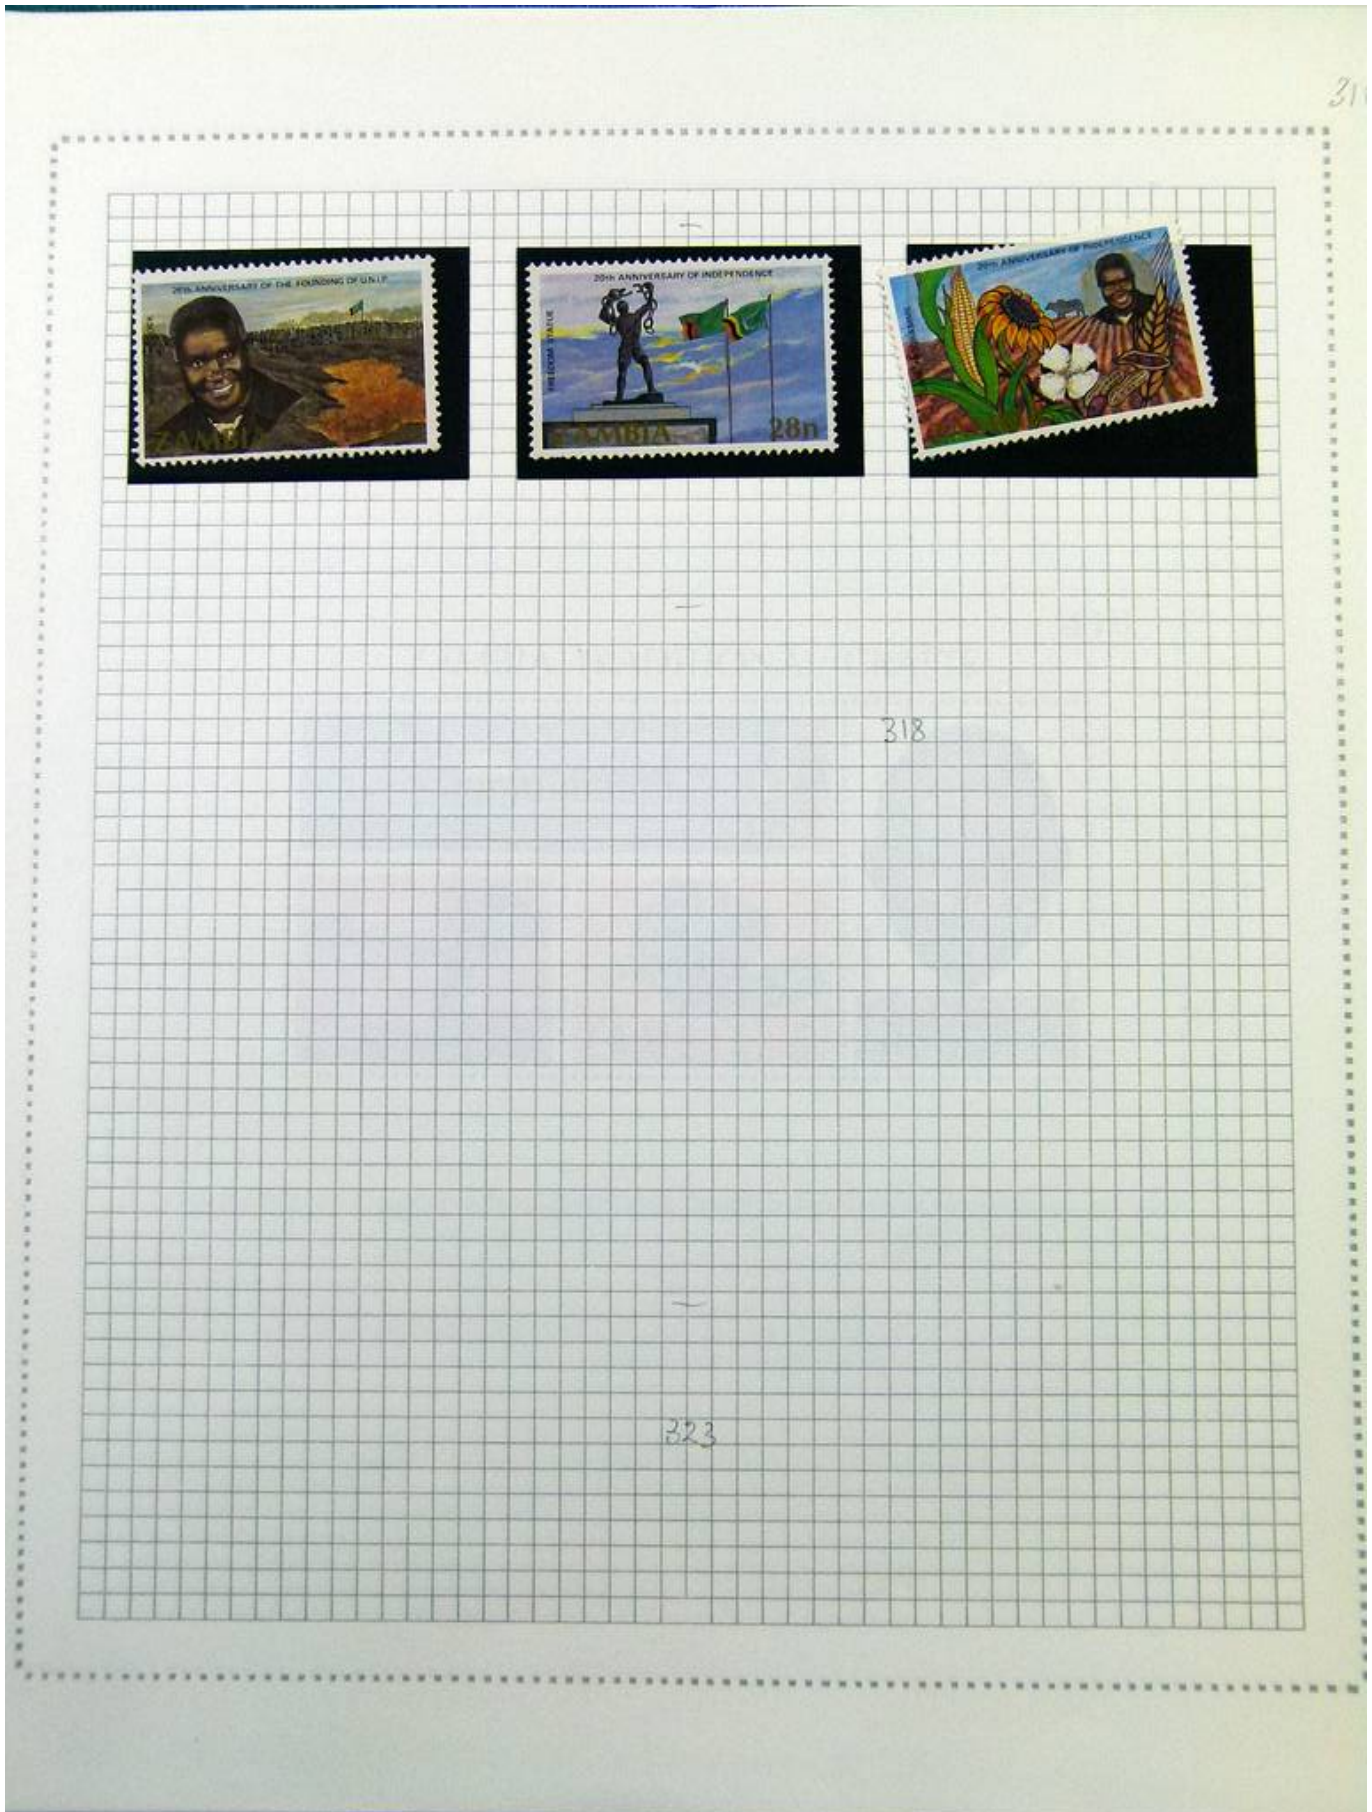 20th ANNIVERSARY OF THE FOUNDING OF U.N.I.P.
ZAMBIA
20th ANNIVERSARY OF INDEPENDENCE
FREEDOM STATUE
ZAMBIA 28n
20th ANNIVERSARY OF INDEPENDENCE
318
323